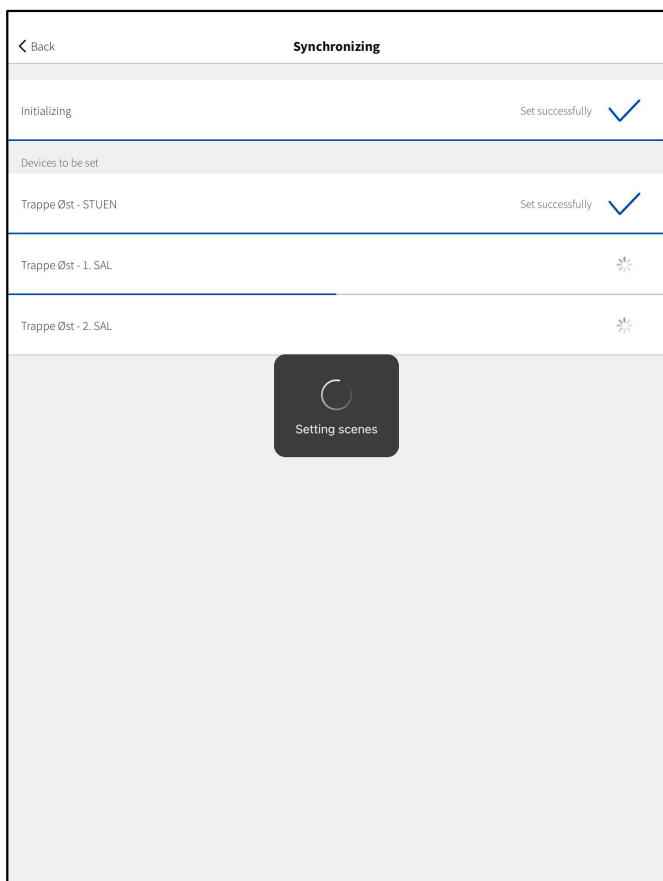 Back
Synchronizing
Initializing
Set successfully
Devices to be set
Trappe Øst - STUEN
Set successfully
Trappe Øst - 1. SAL
Trappe Øst - 2. SAL
Setting scenes